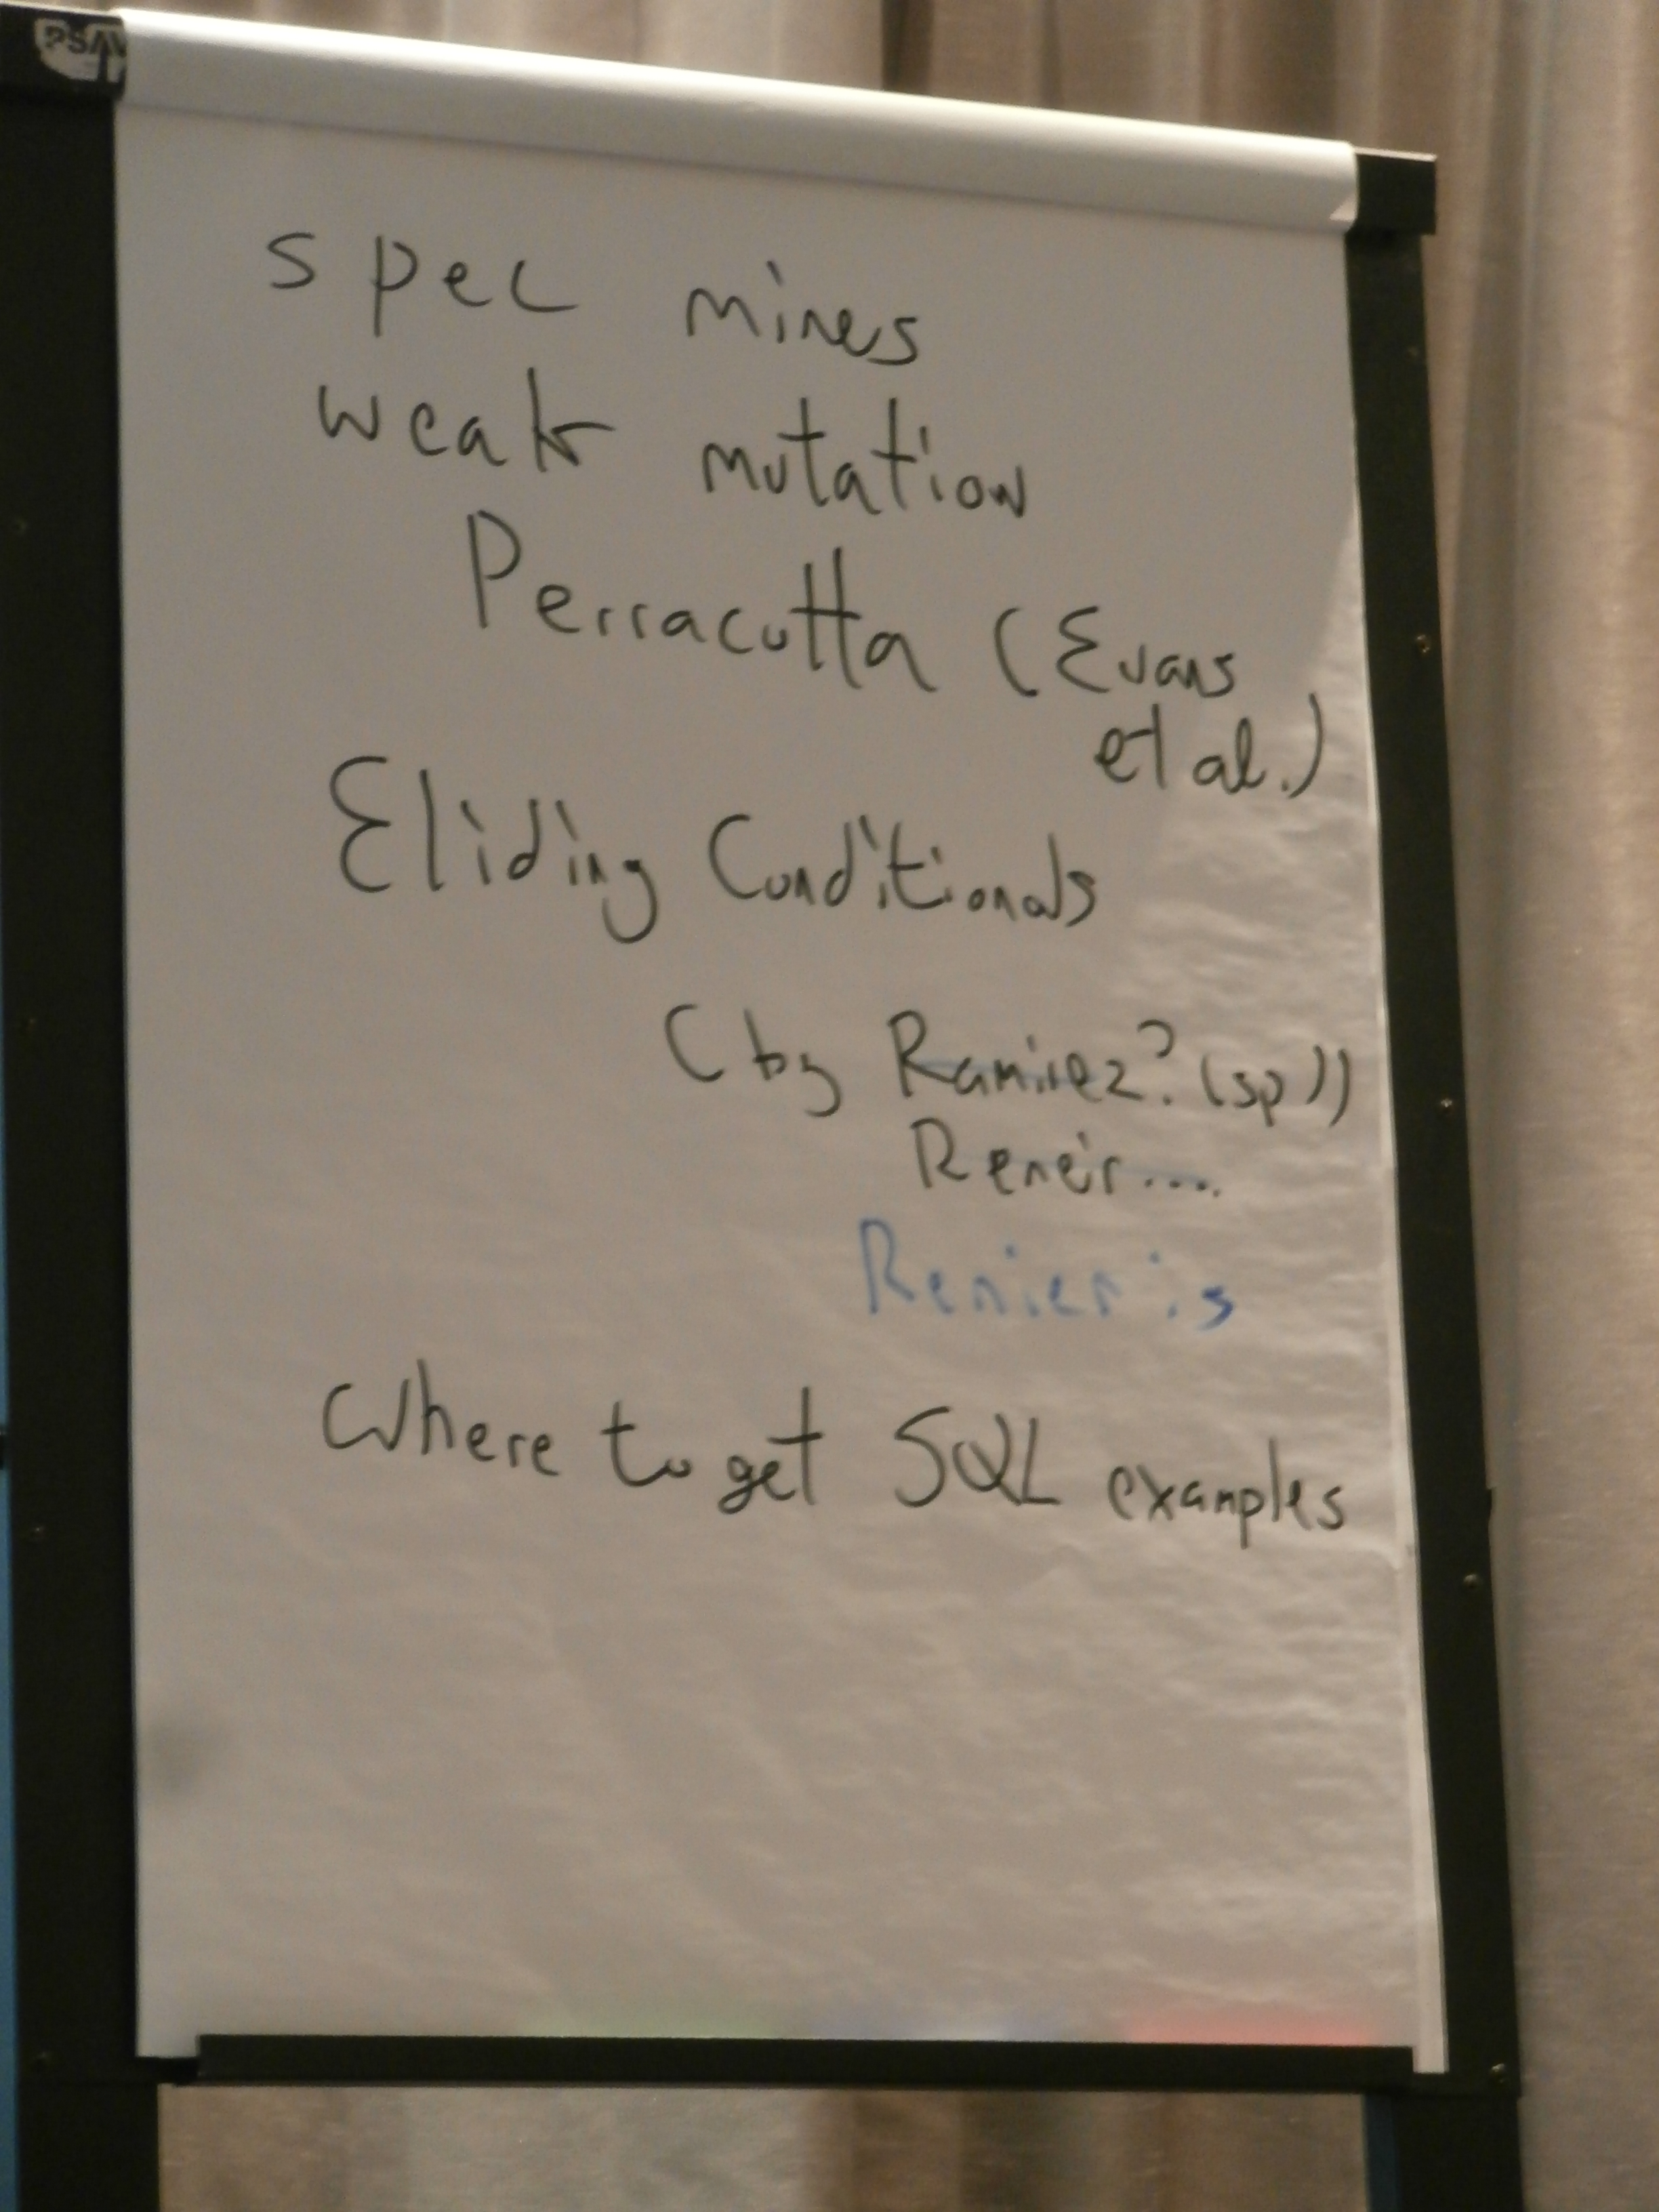 PSAV
spec miners
weak mutation
Perracotta (Evans
et al.)
Eliding Conditionals
(by Ramirez? (sp))
Reneir....
Renieris
Where to get SQL examples